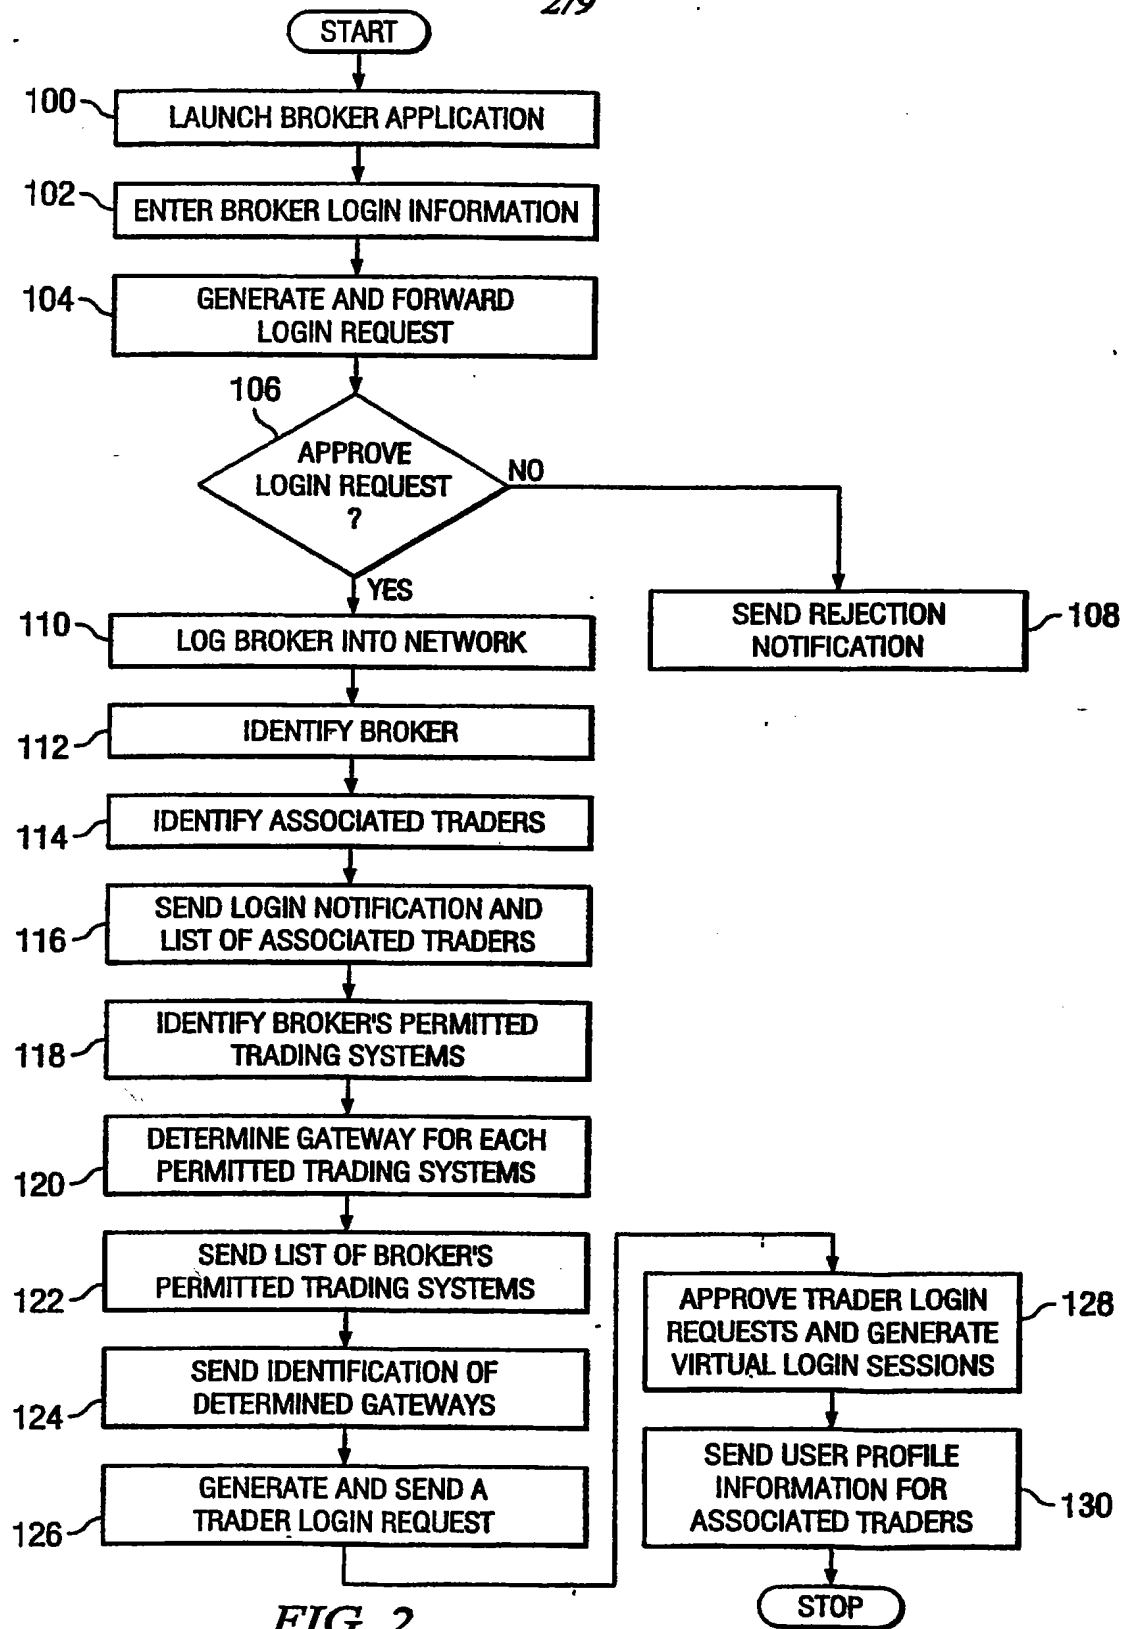 2/9
START
100
LAUNCH BROKER APPLICATION
102
ENTER BROKER LOGIN INFORMATION
104
GENERATE AND FORWARD
LOGIN REQUEST
106
APPROVE
LOGIN REQUEST
?
NO
YES
SEND REJECTION
NOTIFICATION
108
110
LOG BROKER INTO NETWORK
112
IDENTIFY BROKER
114
IDENTIFY ASSOCIATED TRADERS
116
SEND LOGIN NOTIFICATION AND
LIST OF ASSOCIATED TRADERS
118
IDENTIFY BROKER'S PERMITTED
TRADING SYSTEMS
120
DETERMINE GATEWAY FOR EACH
PERMITTED TRADING SYSTEMS
122
SEND LIST OF BROKER'S
PERMITTED TRADING SYSTEMS
124
SEND IDENTIFICATION OF
DETERMINED GATEWAYS
126
GENERATE AND SEND A
TRADER LOGIN REQUEST
APPROVE TRADER LOGIN
REQUESTS AND GENERATE
VIRTUAL LOGIN SESSIONS
128
SEND USER PROFILE
INFORMATION FOR
ASSOCIATED TRADERS
130
STOP
FIG. 2